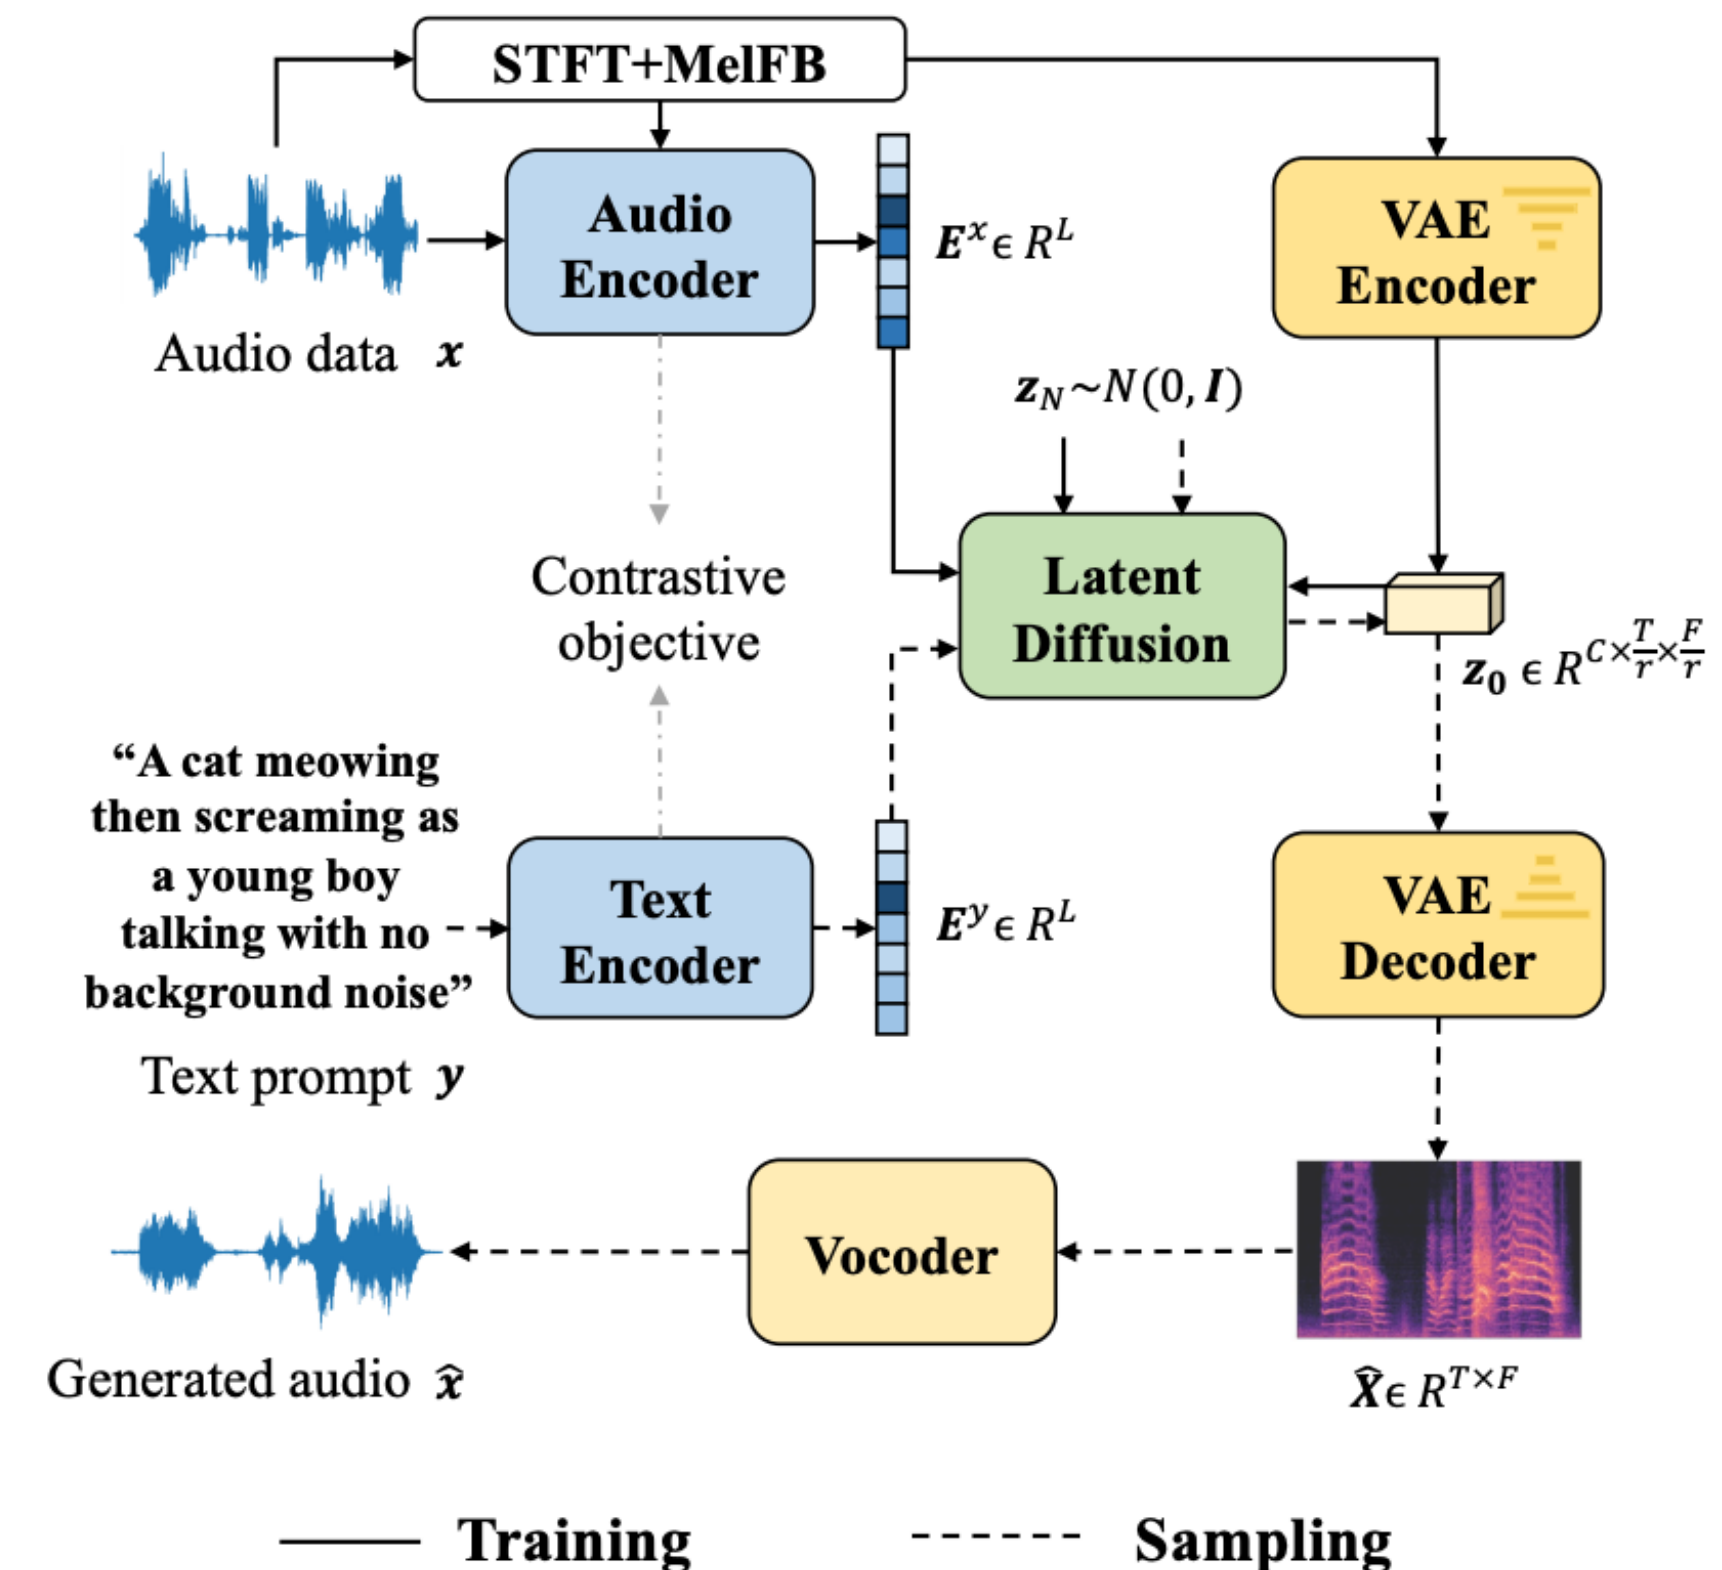 STFT+MelFB
Audio
Encoder
E^x ϵ R^L
VAE
Encoder
Audio data x
z_N~N(0, I)
Contrastive
objective
Latent
Diffusion
z_0 ϵ R^{C×\frac{T}{r}×\frac{F}{r}}
“A cat meowing
then screaming as
a young boy
talking with no
background noise”
Text prompt y
Text
Encoder
E^y ϵ R^L
VAE
Decoder
Vocoder
Generated audio x̂
X̂ ϵ R^{T×F}
Training
Sampling